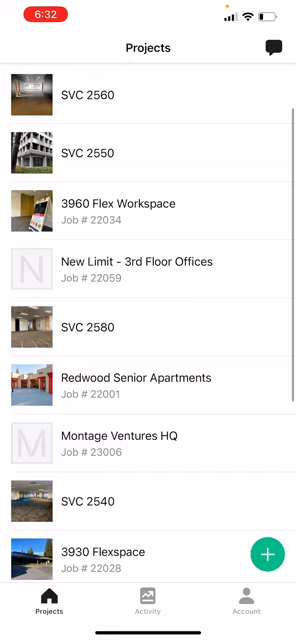 6:32
Projects
SVC 2560
SVC 2550
3960 Flex Workspace
Job # 22034
N
New Limit - 3rd Floor Offices
Job # 22059
SVC 2580
Redwood Senior Apartments
Job # 22001
M
Montage Ventures HQ
Job # 23006
SVC 2540
3930 Flexspace
Job # 22028
Projects
Activity
Account